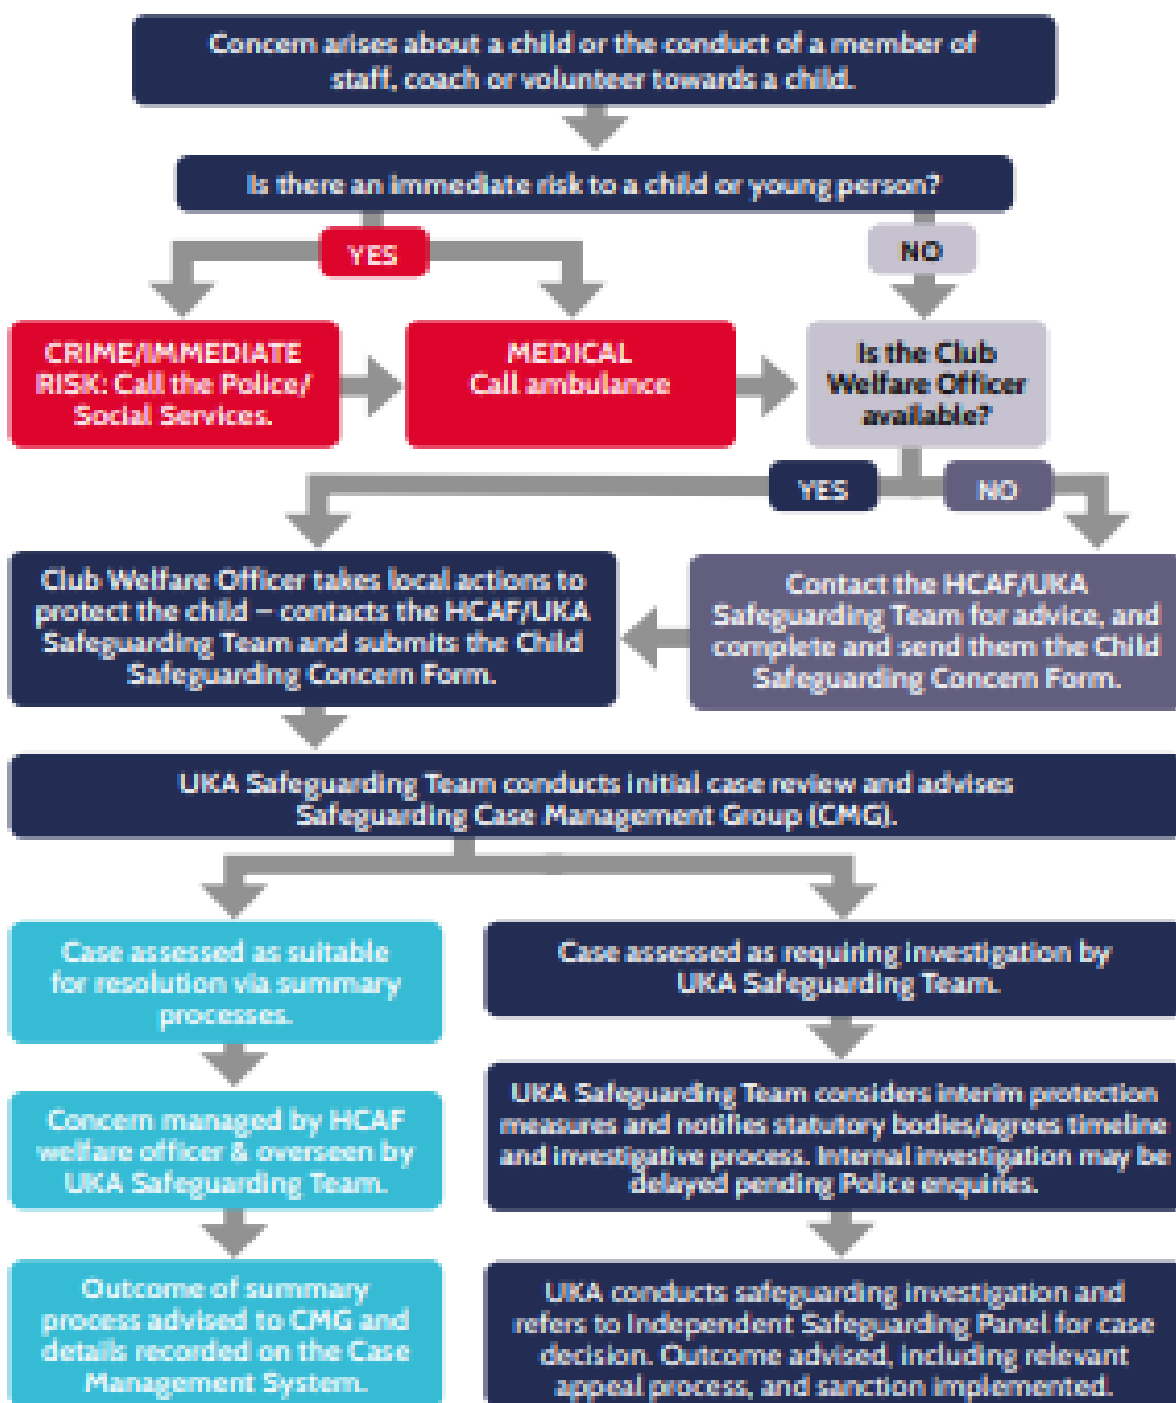 Concern arises about a child or the conduct of a member of
staff, coach or volunteer towards a child.
Is there an immediate risk to a child or young person?
YES
NO
CRIME/IMMEDIATE
RISK: Call the Police/
Social Services.
MEDICAL
Call ambulance
Is the Club
Welfare Officer
available?
YES
NO
Club Welfare Officer takes local actions to
protect the child – contacts the HCAF/UKA
Safeguarding Team and submits the Child
Safeguarding Concern Form.
Contact the HCAF/UKA
Safeguarding Team for advice, and
complete and send them the Child
Safeguarding Concern Form.
UKA Safeguarding Team conducts initial case review and advises
Safeguarding Case Management Group (CMG).
Case assessed as suitable
for resolution via summary
processes.
Case assessed as requiring investigation by
UKA Safeguarding Team.
Concern managed by HCAF
welfare officer & overseen by
UKA Safeguarding Team.
UKA Safeguarding Team considers interim protection
measures and notifies statutory bodies/agrees timeline
and investigative process. Internal investigation may be
delayed pending Police enquiries.
Outcome of summary
process advised to CMG and
details recorded on the Case
Management System.
UKA conducts safeguarding investigation and
refers to Independent Safeguarding Panel for case
decision. Outcome advised, including relevant
appeal process, and sanction implemented.